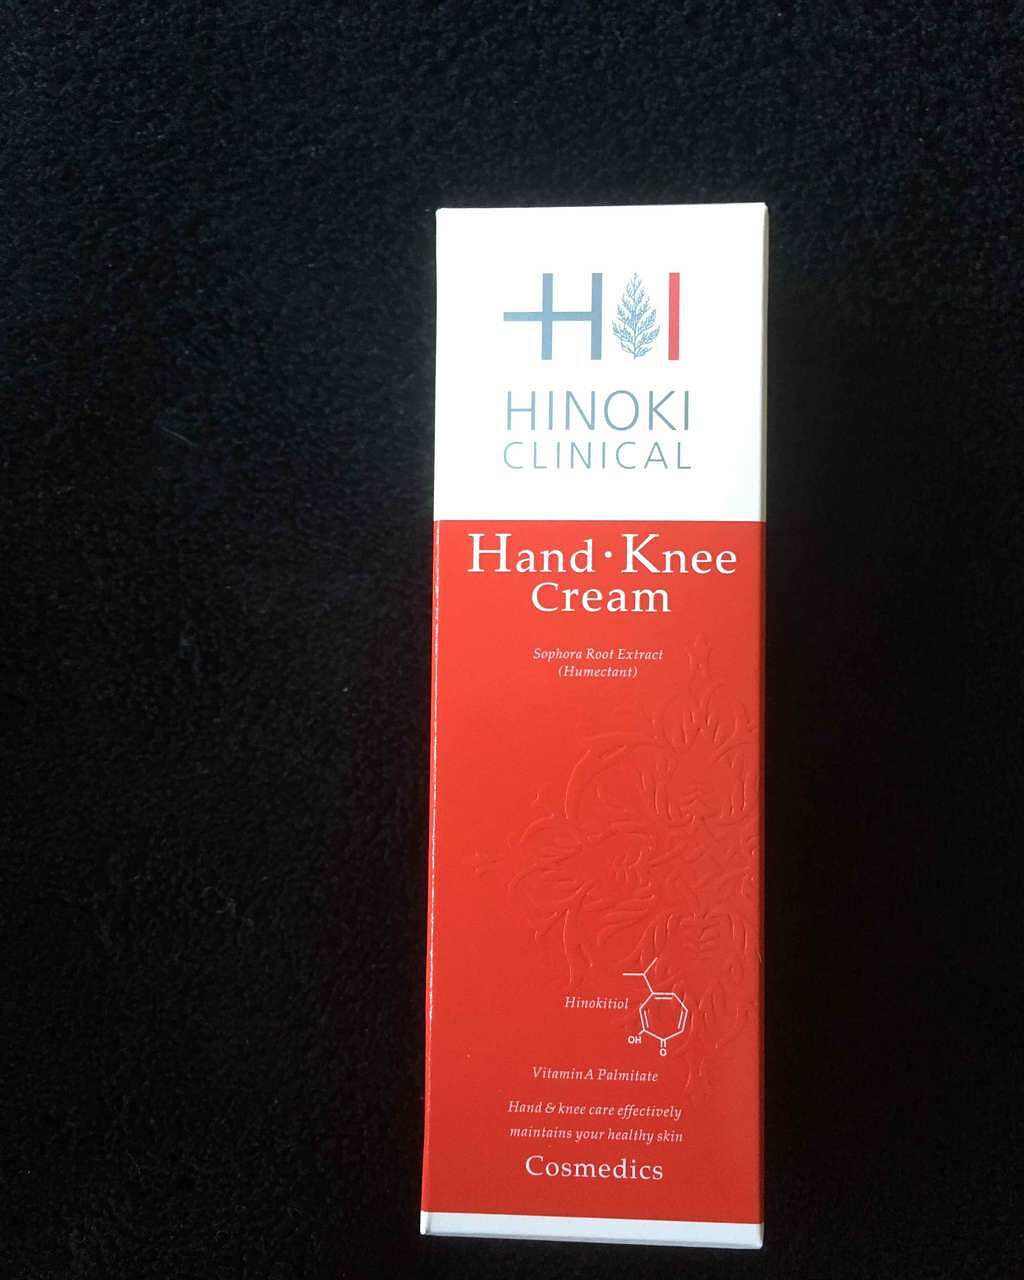 HI
HINOKI
CLINICAL
Hand·Knee
Cream
Sophora Root Extract
(Humectant)
Hinokitiol
OH
O
Vitamin A Palmitate
Hand & knee care effectively
maintains your healthy skin
Cosmedics